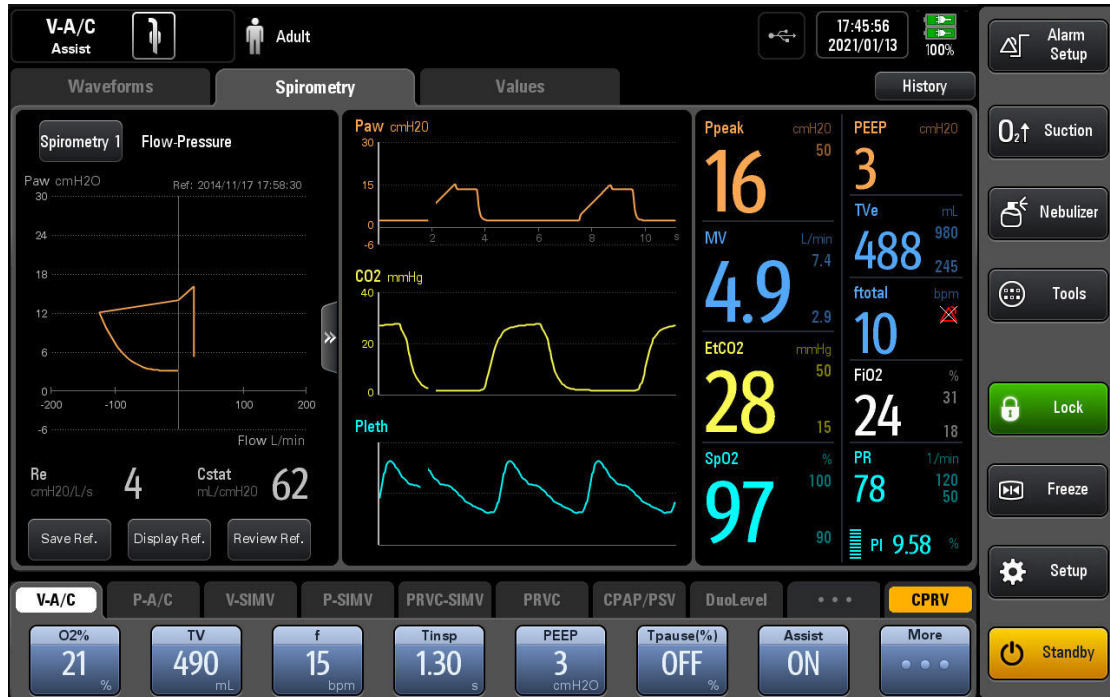 V-A/C
Assist
Adult
17:45:56
2021/01/13
100%
Alarm
Setup
Waveforms
Spirometry
Values
History
Spirometry 1
Flow-Pressure
Paw cmH2O
Ref: 2014/11/17 17:58:30
30
24
18
12
6
0
-200
-100
100
200
-6
Flow L/min
Re
cmH2O/L/s
4
Cstat
mL/cmH2O
62
Save Ref.
Display Ref.
Review Ref.
Paw cmH2O
30
15
0
-6
2
4
6
8
10
s
CO2 mmHg
40
20
0
Pleth
Ppeak
cmH2O
16
50
PEEP
cmH2O
3
MV
L/min
4.9
7.4
2.9
TVe
mL
488
980
245
ftotal
bpm
10
EtCO2
mmHg
28
50
15
FiO2
%
24
31
18
SpO2
%
97
100
90
PR
1/min
78
120
50
PI 9.58 %
O2↑ Suction
Nebulizer
Tools
Lock
Freeze
Setup
Standby
V-A/C
P-A/C
V-SIMV
P-SIMV
PRVC-SIMV
PRVC
CPAP/PSV
DuoLevel
• • •
CPRV
O2%
21
%
TV
490
mL
f
15
bpm
Tinsp
1.30
s
PEEP
3
cmH2O
Tpause(%)
OFF
%
Assist
ON
More
• • •